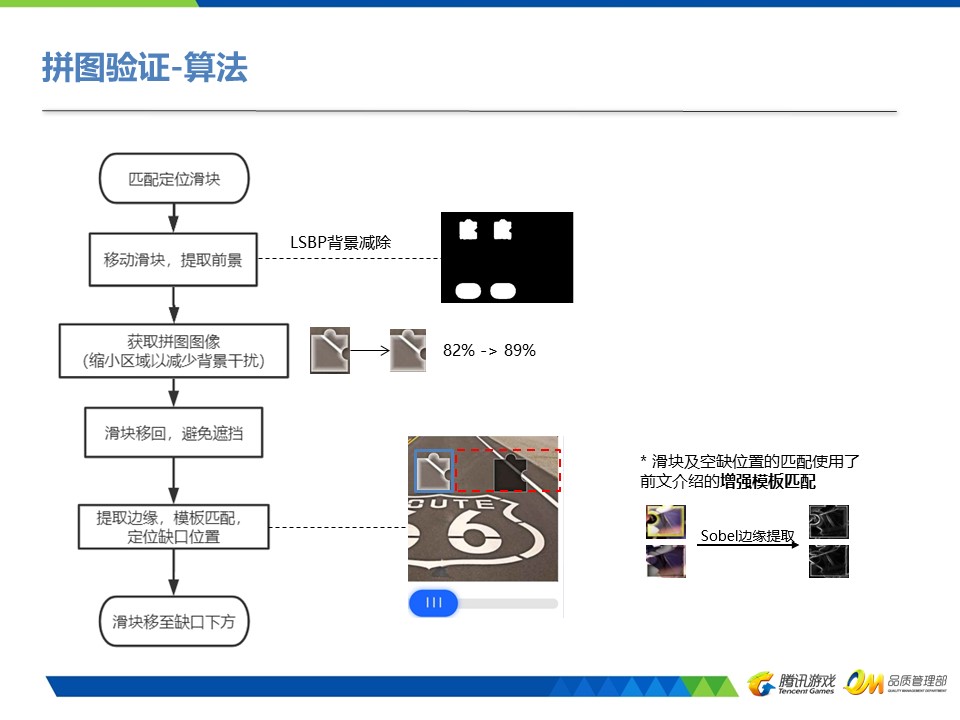 拼图验证-算法
匹配定位滑块
移动滑块，提取前景
LSBP背景减除
获取拼图图像
（缩小区域以减少背景干扰）
82% -> 89%
滑块移回，避免遮挡
提取边缘，模板匹配，
定位缺口位置
滑块移至缺口下方
OUTE
66
* 滑块及空缺位置的匹配使用了
前文介绍的增强模板匹配
Sobel边缘提取
腾讯游戏
Tencent Games
品质管理部
QUALITY MANAGEMENT DEPARTMENT